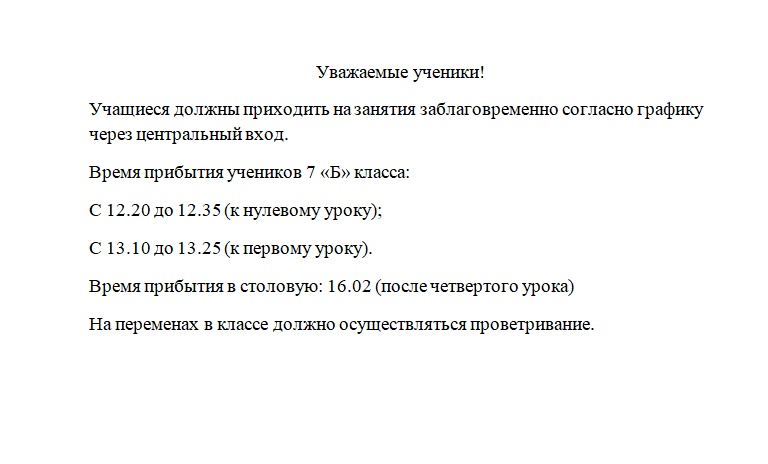 Уважаемые ученики!
Учащиеся должны приходить на занятия заблаговременно согласно графику
через центральный вход.
Время прибытия учеников 7 «Б» класса:
С 12.20 до 12.35 (к нулевому уроку);
С 13.10 до 13.25 (к первому уроку).
Время прибытия в столовую: 16.02 (после четвертого урока)
На переменах в классе должно осуществляться проветривание.